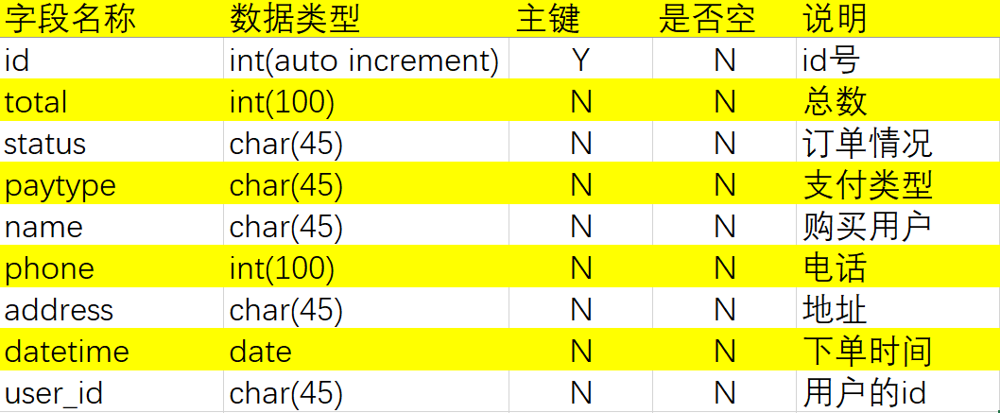 字段名称 数据类型 主键 是否空 说明
id int(auto increment) Y N id号
total int(100) N N 总数
status char(45) N N 订单情况
paytype char(45) N N 支付类型
name char(45) N N 购买用户
phone int(100) N N 电话
address char(45) N N 地址
datetime date N N 下单时间
user_id char(45) N N 用户的id